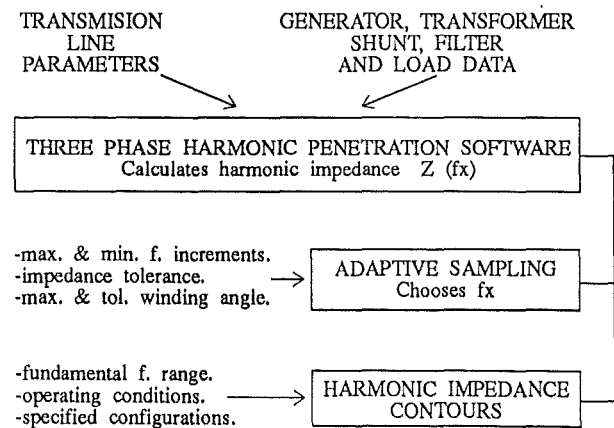 TRANSMISION
LINE
PARAMETERS
GENERATOR, TRANSFORMER
SHUNT, FILTER
AND LOAD DATA
THREE PHASE HARMONIC PENETRATION SOFTWARE
Calculates harmonic impedance Z (fx)
-max. & min. f. increments.
-impedance tolerance.
-max. & tol. winding angle.
ADAPTIVE SAMPLING
Chooses fx
-fundamental f. range.
-operating conditions.
-specified configurations.
HARMONIC IMPEDANCE
CONTOURS